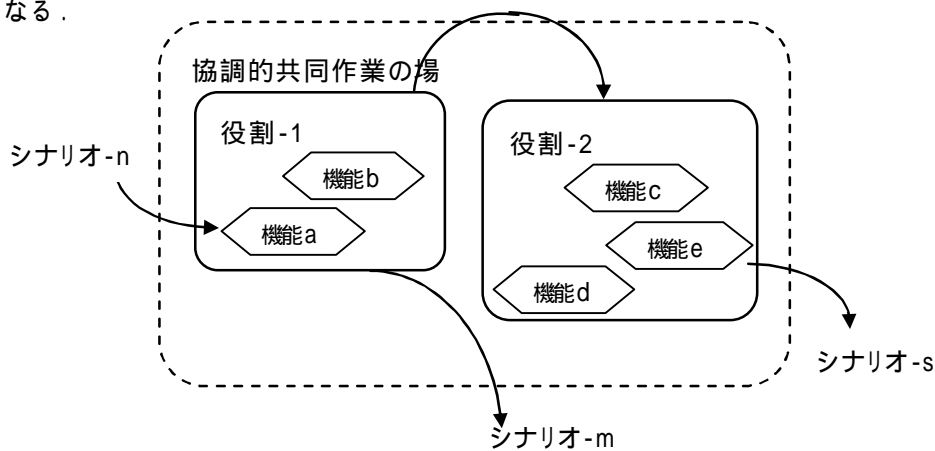 なる．
協調的共同作業の場
役割-1
役割-2
シナリオ-n
機能b
機能c
機能a
機能e
機能d
シナリオ-s
シナリオ-m